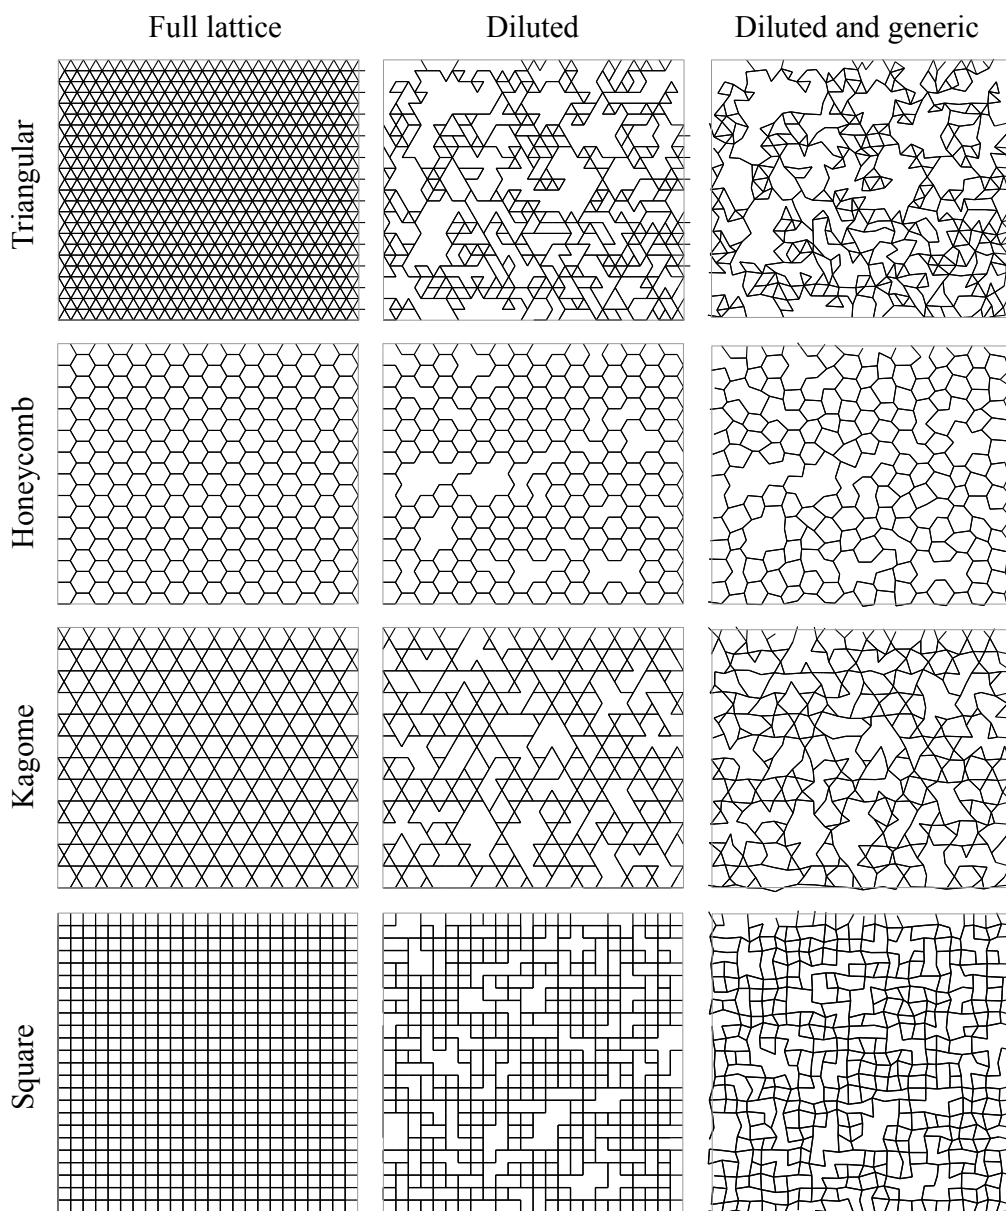 Full lattice
Diluted
Diluted and generic
Triangular
Honeycomb
Kagome
Square